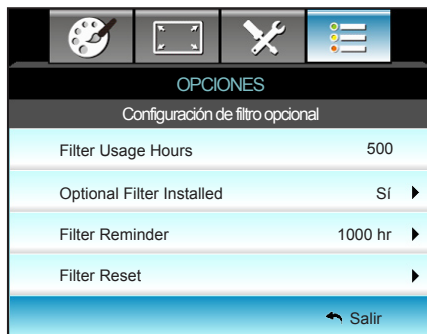 OPCIONES
Configuración de filtro opcional
Filter Usage Hours 500
Optional Filter Installed Sí
Filter Reminder 1000 hr
Filter Reset
Salir